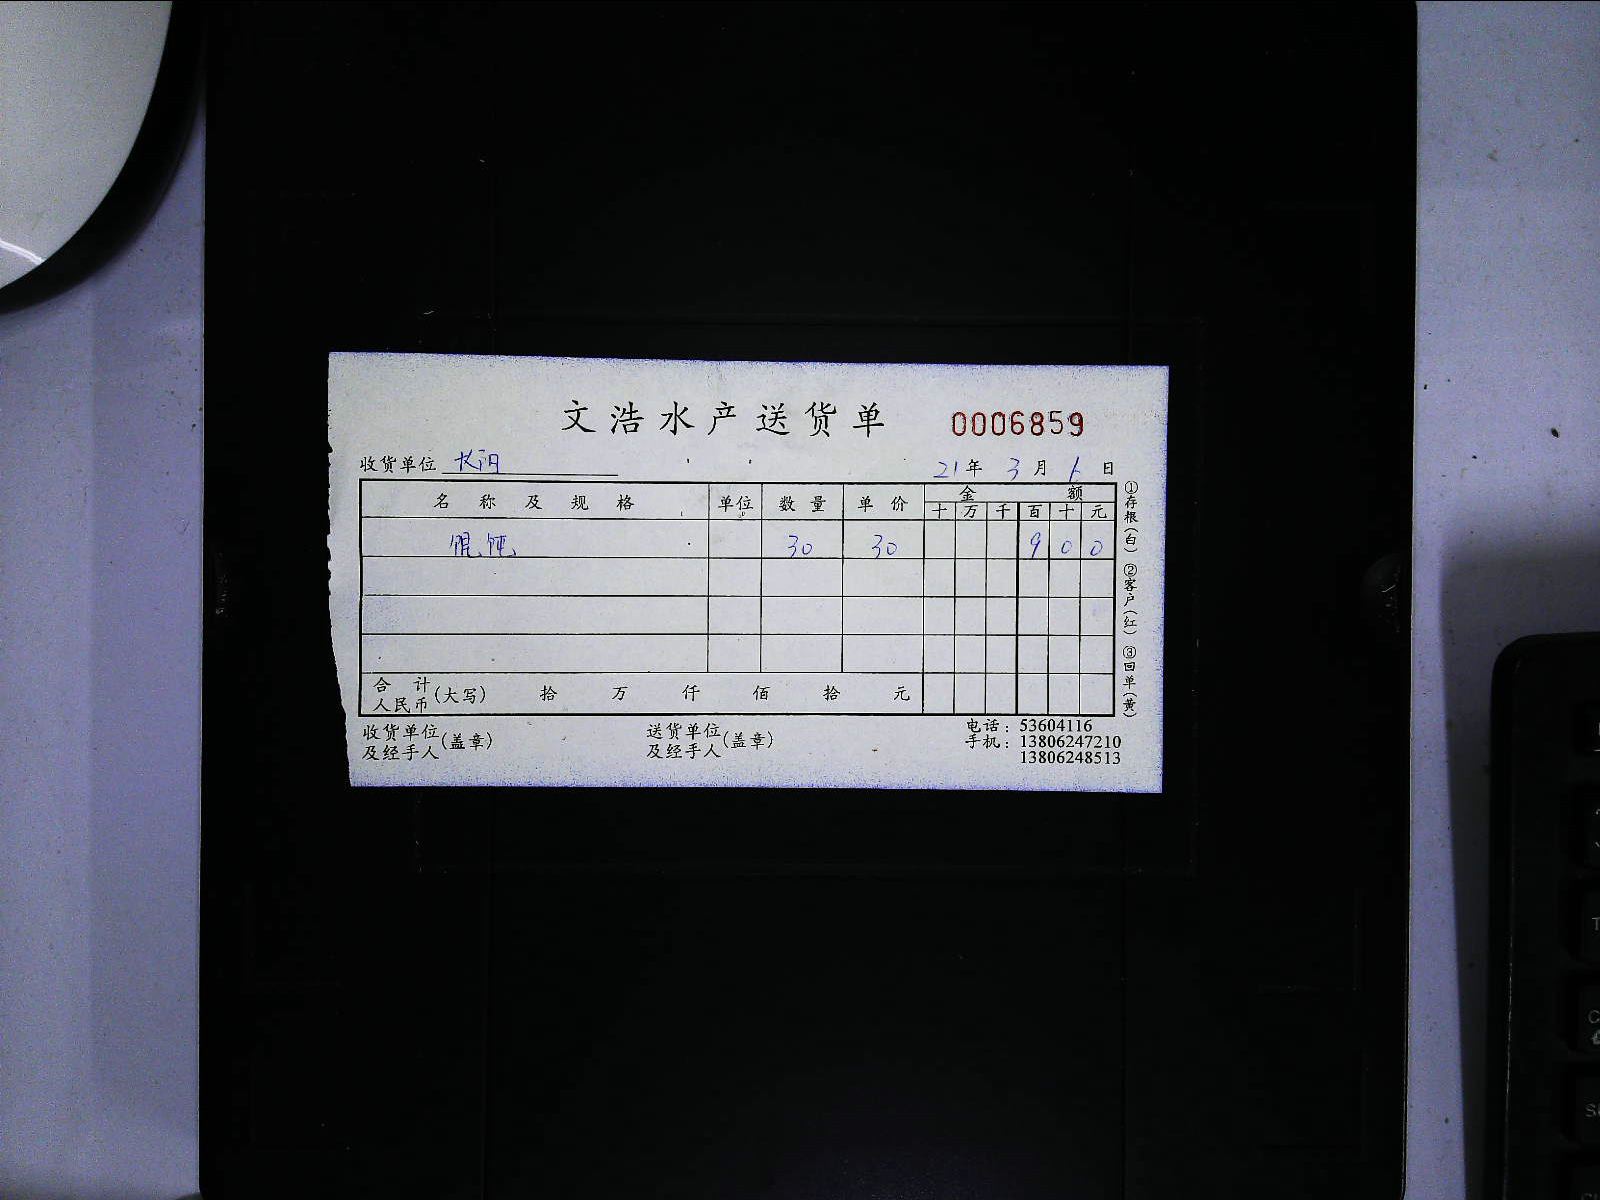 文浩水产送货单 0006859
收货单位 长阳 21年 3月 6日
名称及规格 单位 数量 单价 金额
十 万 千 百 十 元
馄饨 30 30 9 0 0
合计人民币(大写) 拾 万 仟 佰 拾 元
①存根(白) ②客户(红) ③回单(黄)
收货单位及经手人(盖章) 送货单位及经手人(盖章)
电话：53604116
手机：13806247210
13806248513